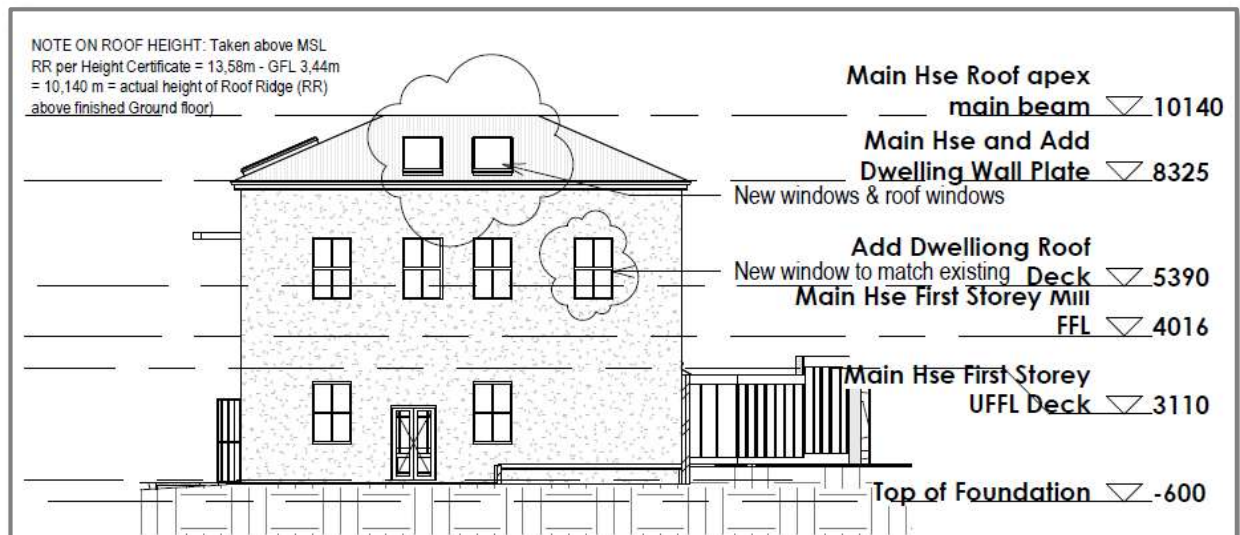 NOTE ON ROOF HEIGHT: Taken above MSL
RR per Height Certificate = 13,58m - GFL 3,44m
= 10,140 m = actual height of Roof Ridge (RR)
above finished Ground floor)
Main Hse Roof apex
main beam 10140
Main Hse and Add
Dwelling Wall Plate 8325
New windows & roof windows
Add Dwelliong Roof
New window to match existing
Deck 5390
Main Hse First Storey Mill
FFL 4016
Main Hse First Storey
UFFL Deck 3110
Top of Foundation -600